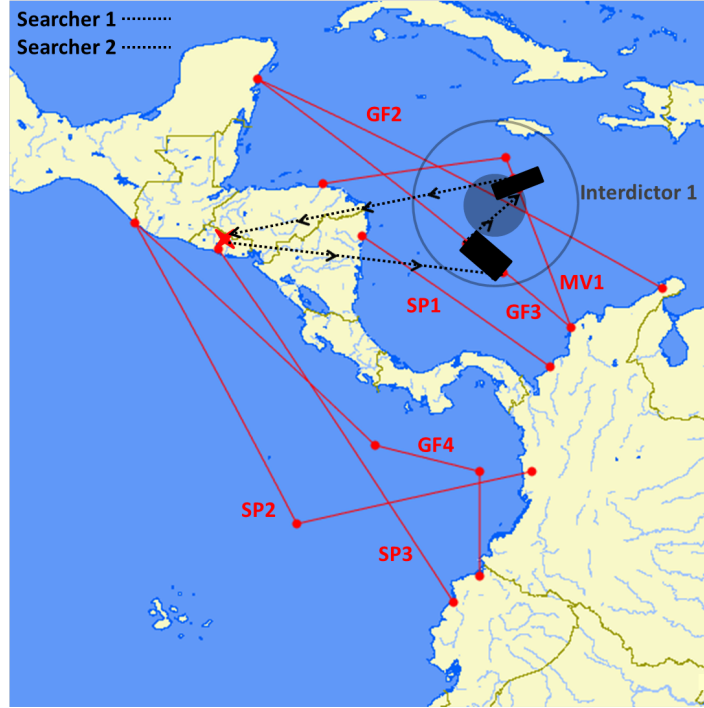 Searcher 1
Searcher 2
GF2
Interdictor 1
MV1
SP1
GF3
GF4
SP2
SP3